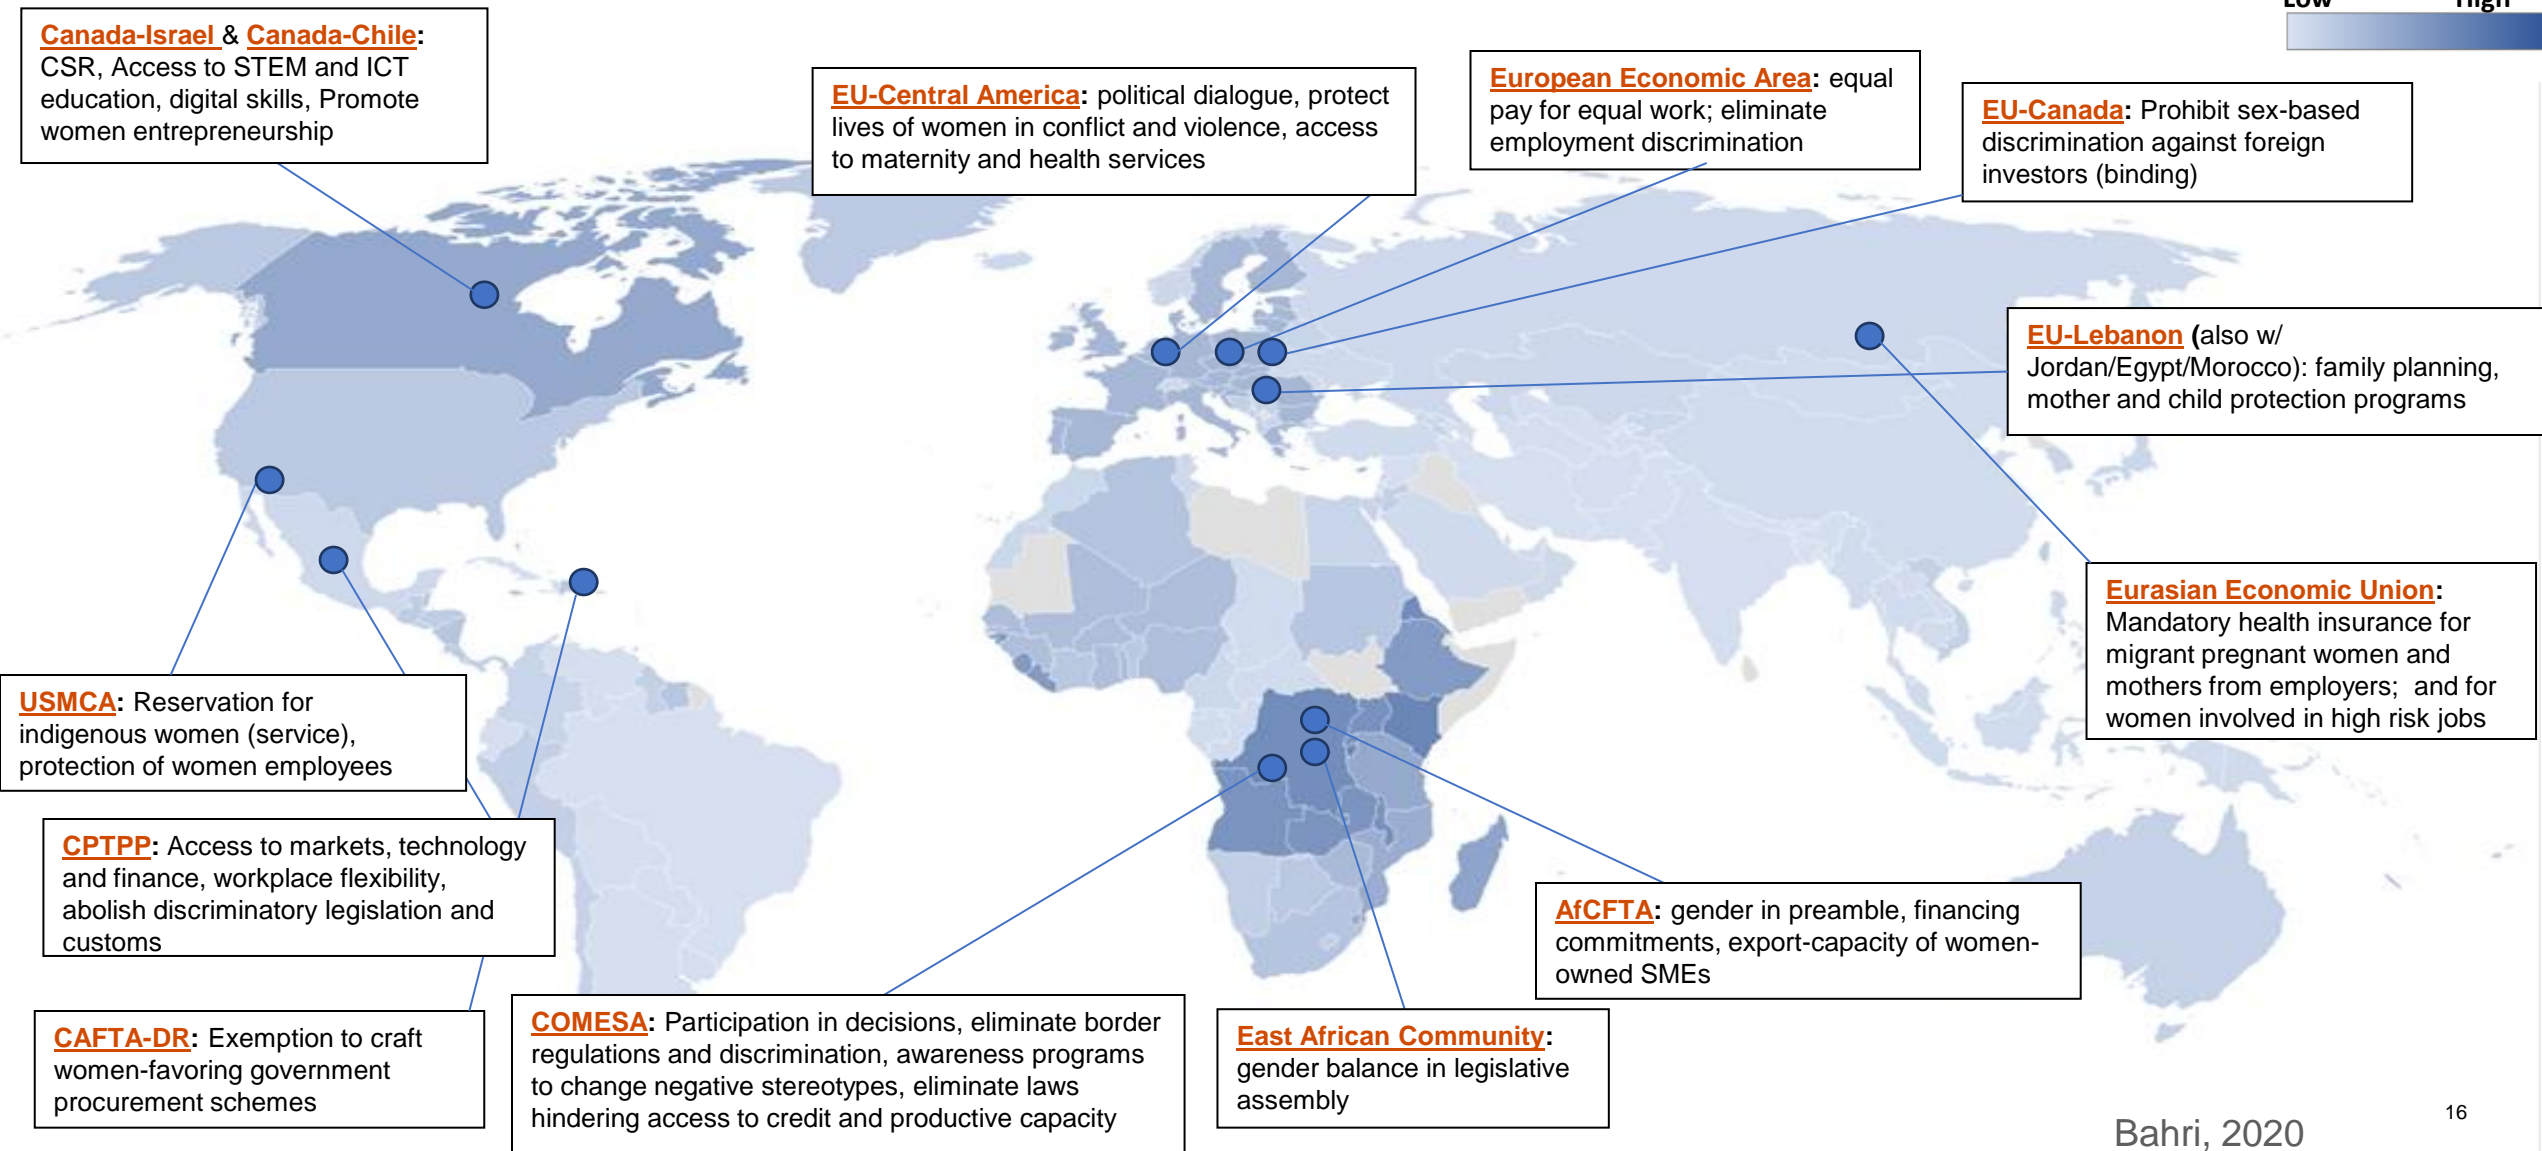 Low High
Canada-Israel & Canada-Chile:
CSR, Access to STEM and ICT
education, digital skills, Promote
women entrepreneurship
EU-Central America: political dialogue, protect
lives of women in conflict and violence, access
to maternity and health services
European Economic Area: equal
pay for equal work; eliminate
employment discrimination
EU-Canada: Prohibit sex-based
discrimination against foreign
investors (binding)
EU-Lebanon (also w/
Jordan/Egypt/Morocco): family planning,
mother and child protection programs
Eurasian Economic Union:
Mandatory health insurance for
migrant pregnant women and
mothers from employers; and for
women involved in high risk jobs
USMCA: Reservation for
indigenous women (service),
protection of women employees
CPTPP: Access to markets, technology
and finance, workplace flexibility,
abolish discriminatory legislation and
customs
AfCFTA: gender in preamble, financing
commitments, export-capacity of women-
owned SMEs
CAFTA-DR: Exemption to craft
women-favoring government
procurement schemes
COMESA: Participation in decisions, eliminate border
regulations and discrimination, awareness programs
to change negative stereotypes, eliminate laws
hindering access to credit and productive capacity
East African Community:
gender balance in legislative
assembly
Bahri, 2020
16